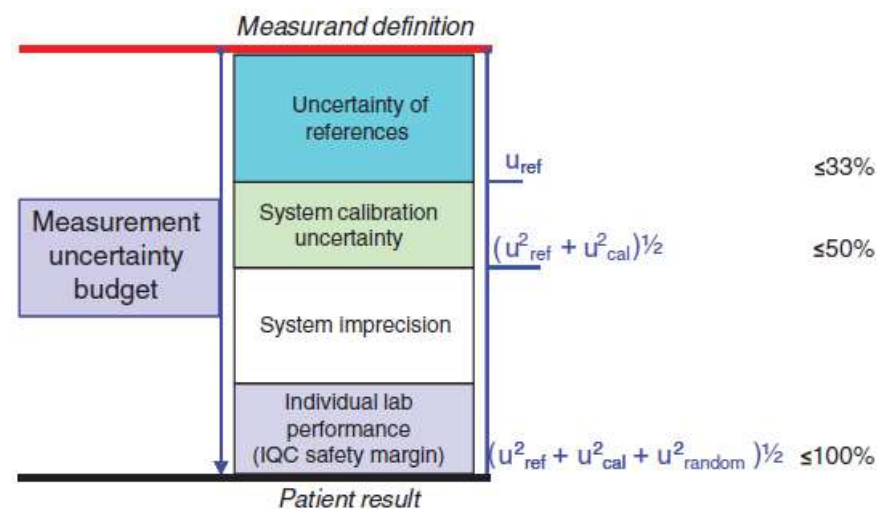 Measurand definition
Uncertainty of
references
u_ref ≤33%
System calibration
uncertainty
(u²_ref + u²_cal)½ ≤50%
Measurement
uncertainty
budget
System imprecision
Individual lab
performance
(IQC safety margin)
(u²_ref + u²_cal + u²_random )½ ≤100%
Patient result